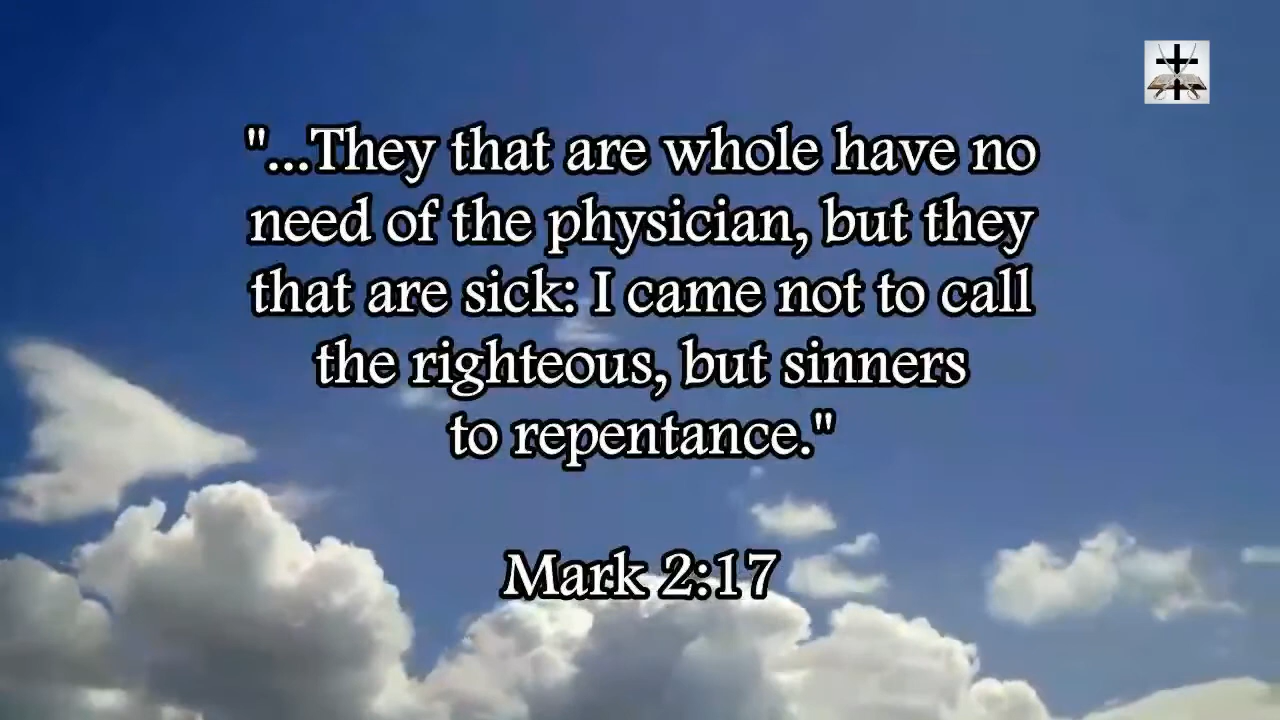 "...They that are whole have no
need of the physician, but they
that are sick: I came not to call
the righteous, but sinners
to repentance."
Mark 2:17